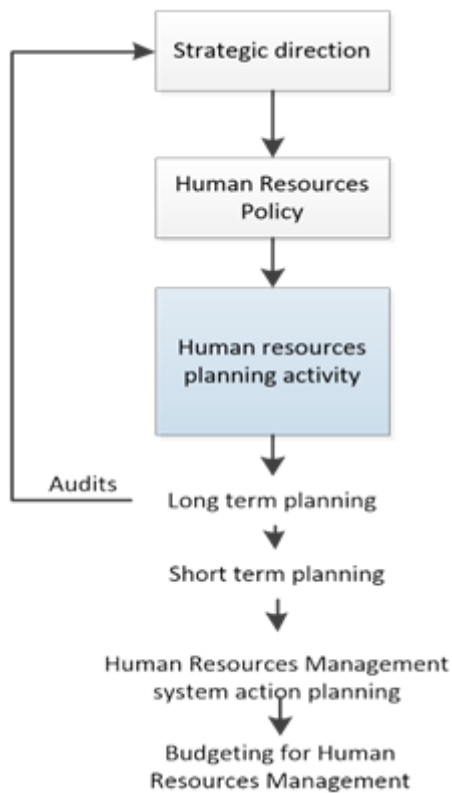 Strategic direction
Human Resources
Policy
Human resources
planning activity
Audits
Long term planning
Short term planning
Human Resources Management
system action planning
Budgeting for Human
Resources Management